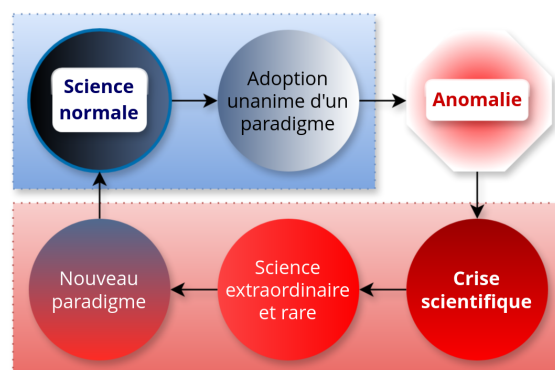 Science
normale
Adoption
unanime d'un
paradigme
Anomalie
Nouveau
paradigme
Science
extraordinaire
et rare
Crise
scientifique